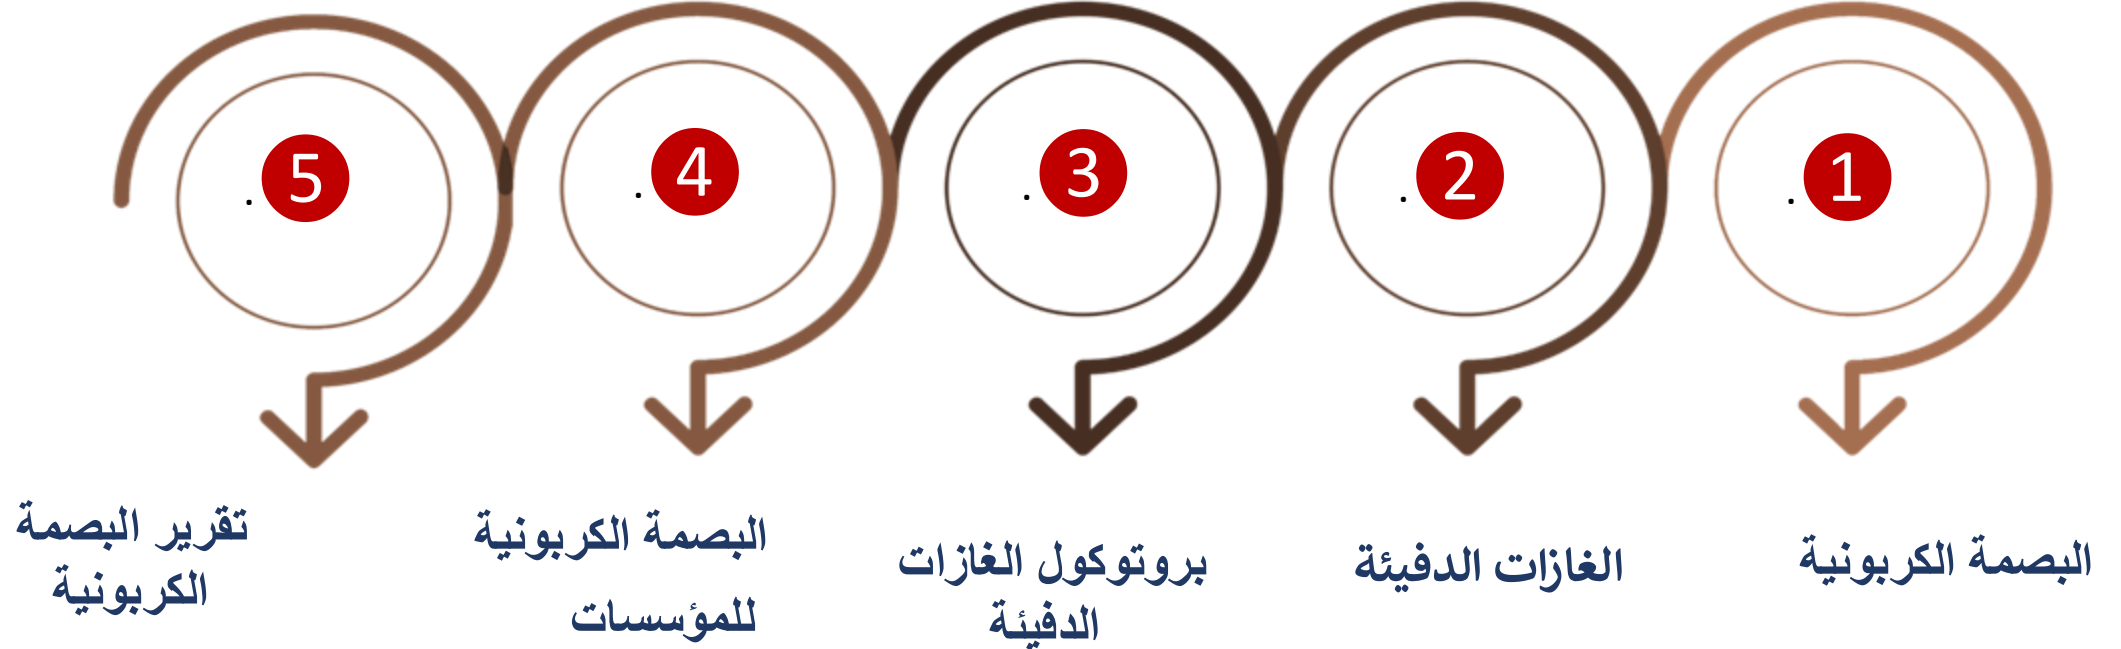 1.
2.
3.
4.
5.
البصمة الكربونية
الغازات الدفيئة
بروتوكول الغازات
الدفيئة
البصمة الكربونية
للمؤسسات
تقرير البصمة
الكربونية